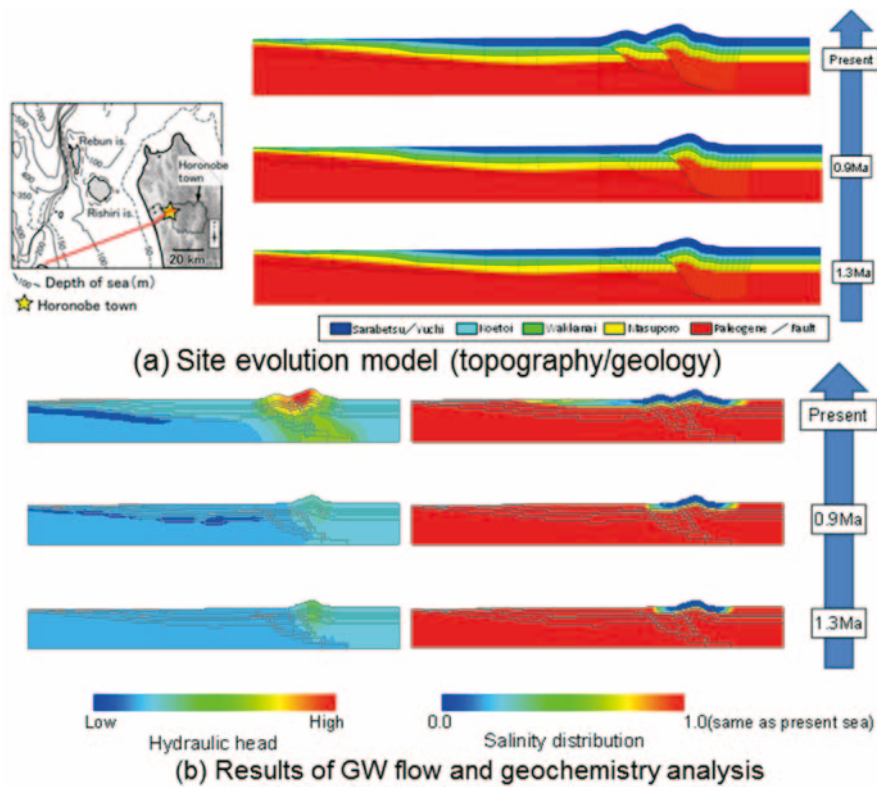 Present
0.9Ma
1.3Ma
Rebun is.
Horonobe
town
Rishiri is.
20 km
Depth of sea(m)
Horonobe town
Sarabetsu/Yuchi Koetoi Wakkanai Masuporo Paleogene fault
(a) Site evolution model (topography/geology)
Present
0.9Ma
1.3Ma
Low High 0.0 1.0(same as present sea)
Hydraulic head Salinity distribution
(b) Results of GW flow and geochemistry analysis